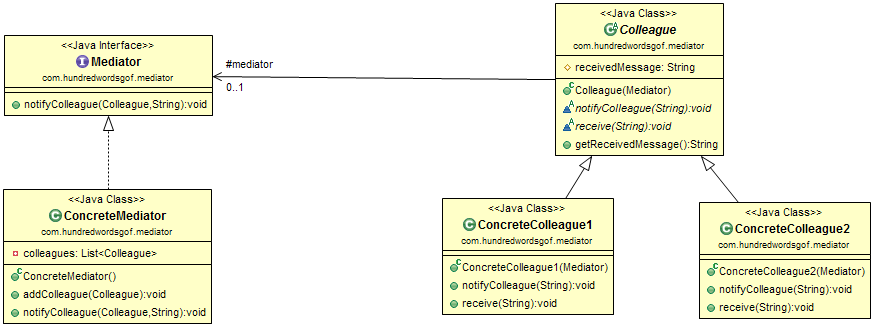 <<Java Interface>>
Mediator
com.hundredwordsgof.mediator
notifyColleague(Colleague,String):void
#mediator
0..1
<<Java Class>>
Colleague
com.hundredwordsgof.mediator
receivedMessage: String
Colleague(Mediator)
notifyColleague(String):void
receive(String):void
getReceivedMessage():String
<<Java Class>>
ConcreteMediator
com.hundredwordsgof.mediator
colleagues: List<Colleague>
ConcreteMediator()
addColleague(Colleague):void
notifyColleague(Colleague,String):void
<<Java Class>>
ConcreteColleague1
com.hundredwordsgof.mediator
ConcreteColleague1(Mediator)
notifyColleague(String):void
receive(String):void
<<Java Class>>
ConcreteColleague2
com.hundredwordsgof.mediator
ConcreteColleague2(Mediator)
notifyColleague(String):void
receive(String):void